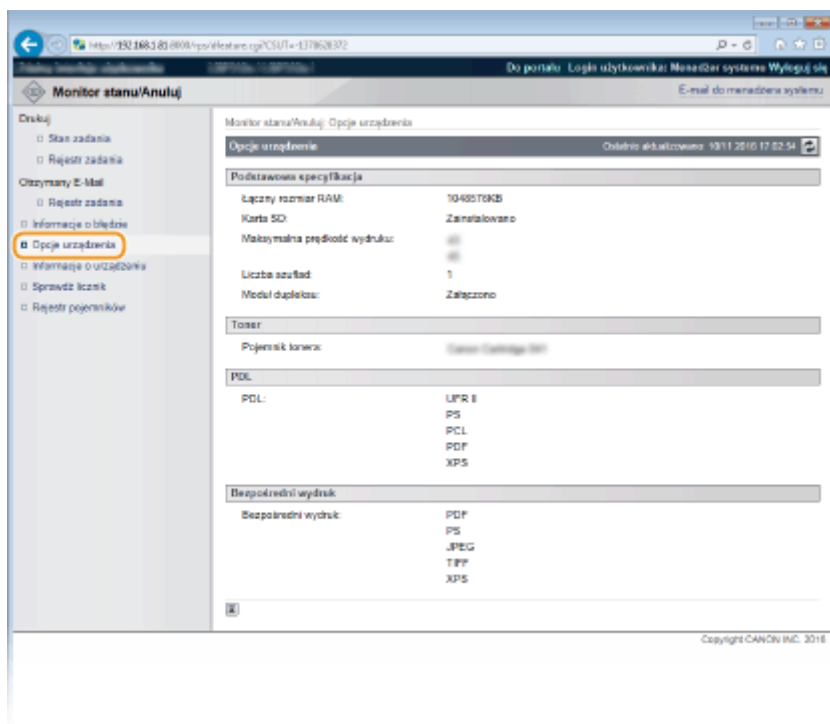 Do portalu Login użytkownika: Menedżer systemu Wyloguj się
Monitor stanu/Anuluj
E-mail do menadżera systemu
Drukuj
Stan zadania
Rejestr zadania
Otrzymany E-Mail
Rejestr zadania
Informacje o błędzie
Opcje urządzenia
Informacje o urządzeniu
Sprawdź licznik
Rejestr pojemników
Monitor stanu/Anuluj: Opcje urządzenia
Opcje urządzenia
Ostatnio aktualizowano: 10/11 2016 17:02:54
Podstawowa specyfikacja
Łączny rozmiar RAM: 1048576KB
Karta SD: Zainstalowano
Maksymalna prędkość wydruku:
Liczba szuflad: 1
Moduł dupleksu: Załączono
Toner
Pojemnik tonera:
PDL
PDL: UFR II
PS
PCL
PDF
XPS
Bezpośredni wydruk
Bezpośredni wydruk: PDF
PS
JPEG
TIFF
XPS
Copyright CANON INC. 2016